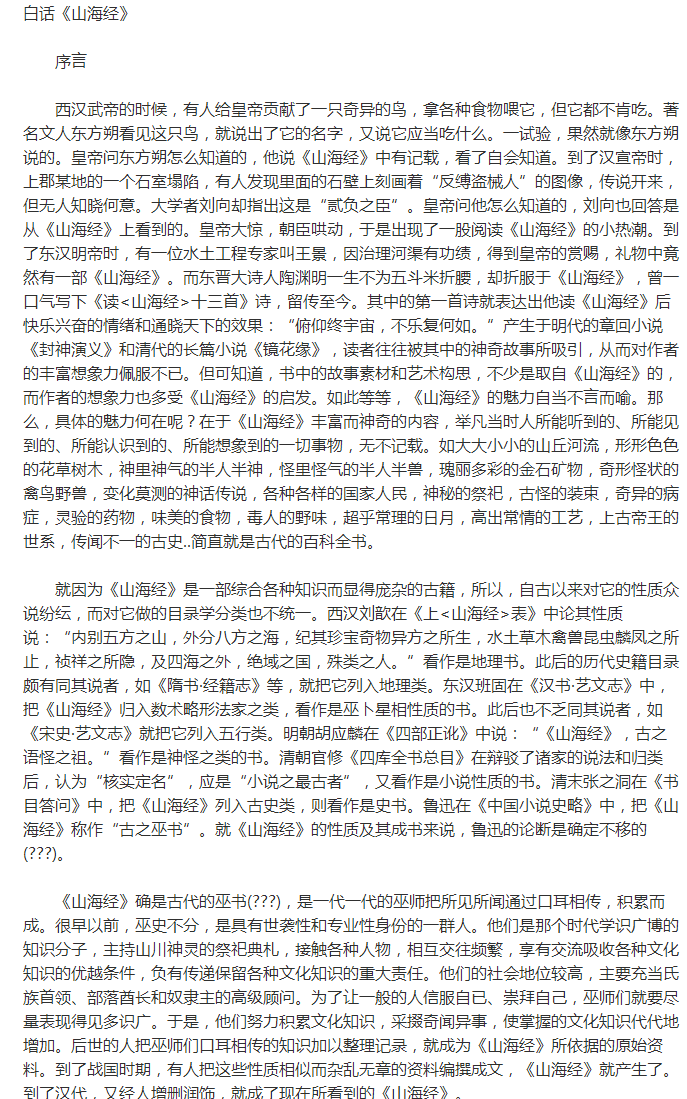 白话《山海经》
序言
西汉武帝的时候，有人给皇帝贡献了一只奇异的鸟，拿各种食物喂它，但它都不肯吃。著
名文人东方朔看见这只鸟，就说出了它的名字，又说它应当吃什么。一试验，果然就像东方朔
说的。皇帝问东方朔怎么知道的，他说《山海经》中有记载，看了自会知道。到了汉宣帝时，
上郡某地的一个石室塌陷，有人发现里面的石壁上刻画着“反缚盗械人”的图像，传说开来，
但无人知晓何意。大学者刘向却指出这是“贰负之臣”。皇帝问他怎么知道的，刘向也回答是
从《山海经》上看到的。皇帝大惊，朝臣哄动，于是出现了一股阅读《山海经》的小热潮。到
了东汉明帝时，有一位水土工程专家叫王景，因治理河渠有功绩，得到皇帝的赏赐，礼物中竟
然有一部《山海经》。而东晋大诗人陶渊明一生不为五斗米折腰，却折服于《山海经》，曾一
口气写下《读<山海经>十三首》诗，留传至今。其中的第一首诗就表达出他读《山海经》后
快乐兴奋的情绪和通晓天下的效果：“俯仰终宇宙，不乐复何如。”产生于明代的章回小说
《封神演义》和清代的长篇小说《镜花缘》，读者往往被其中的神奇故事所吸引，从而对作者
的丰富想象力佩服不已。但可知道，书中的故事素材和艺术构思，不少是取自《山海经》的，
而作者的想象力也多受《山海经》的启发。如此等等，《山海经》的魅力自当不言而喻。那
么，具体的魅力何在呢？在于《山海经》丰富而神奇的内容，举凡当时人所能听到的、所能见
到的、所能认识到的、所能想象到的一切事物，无不记载。如大大小小的山丘河流，形形色色
的花草树木，神里神气的半人半神，怪里怪气的半人半兽，瑰丽多彩的金石矿物，奇形怪状的
禽鸟野兽，变化莫测的神话传说，各种各样的国家人民，神秘的祭祀，古怪的装束，奇异的病
症，灵验的药物，味美的食物，毒人的野味，超乎常理的日月，高出常情的工艺，上古帝王的
世系，传闻不一的古史..简直就是古代的百科全书。
就因为《山海经》是一部综合各种知识而显得庞杂的古籍，所以，自古以来对它的性质众
说纷纭，而对它做的目录学分类也不统一。西汉刘歆在《上<山海经>表》中论其性质
说：“内别五方之山，外分八方之海，纪其珍宝奇物异方之所生，水土草木禽兽昆虫麟凤之所
止，祯祥之所隐，及四海之外，绝域之国，殊类之人。”看作是地理书。此后的历代史籍目录
颇有同其说者，如《隋书·经籍志》等，就把它列入地理类。东汉班固在《汉书·艺文志》中，
把《山海经》归入数术略形法家之类，看作是巫卜星相性质的书。此后也不乏同其说者，如
《宋史·艺文志》就把它列入五行类。明朝胡应麟在《四部正讹》中说：“《山海经》，古之
语怪之祖。”看作是神怪之类的书。清朝官修《四库全书总目》在辩驳了诸家的说法和归类
后，认为“核实定名”，应是“小说之最古者”，又看作是小说性质的书。清末张之洞在《书
目答问》中，把《山海经》列入古史类，则看作是史书。鲁迅在《中国小说史略》中，把《山
海经》称作“古之巫书”。就《山海经》的性质及其成书来说，鲁迅的论断是确定不移的
(???)。
《山海经》确是古代的巫书(???)，是一代一代的巫师把所见所闻通过口耳相传，积累而
成。很早以前，巫史不分，是具有世袭性和专业性身份的一群人。他们是那个时代学识广博的
知识分子，主持山川神灵的祭祀典札，接触各种人物，相互交往频繁，享有交流吸收各种文化
知识的优越条件，负有传递保留各种文化知识的重大责任。他们的社会地位较高，主要充当氏
族首领、部落酋长和奴隶主的高级顾问。为了让一般的人信服自已、崇拜自己，巫师们就要尽
量表现得见多识广。于是，他们努力积累文化知识，采掇奇闻异事，使掌握的文化知识代代地
增加。后世的人把巫师们口耳相传的知识加以整理记录，就成为《山海经》所依据的原始资
料。到了战国时期，有人把这些性质相似而杂乱无章的资料编撰成文，《山海经》就产生了。
到了汉代，又经人增删润饰，就成了现在所看到的《山海经》。